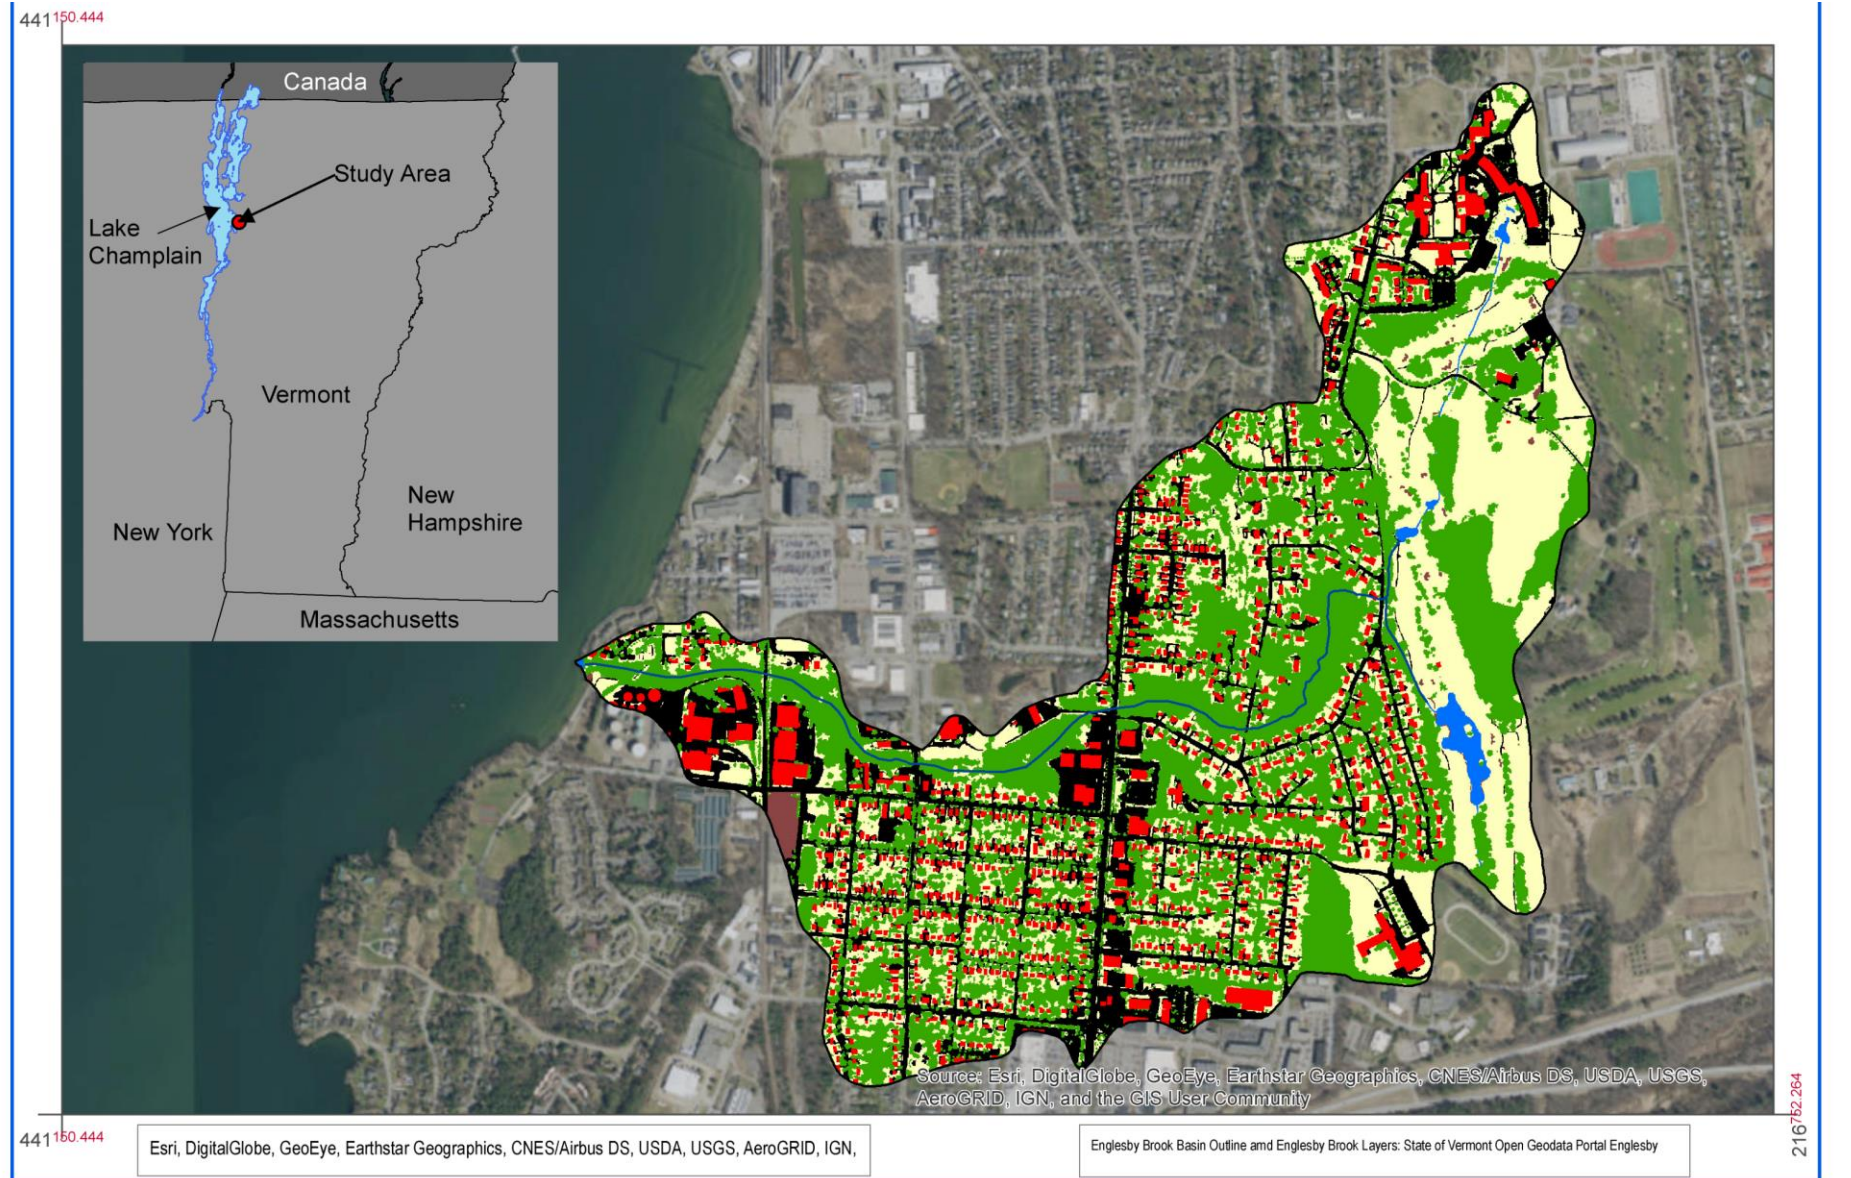 441150.444
Canada
Study Area
Lake
Champlain
Vermont
New
Hampshire
New York
Massachusetts
Source: Esri, DigitalGlobe, GeoEye, Earthstar Geographics, CNES/Airbus DS, USDA, USGS,
AeroGRID, IGN, and the GIS User Community
216752.264
441150.444
Esri, DigitalGlobe, GeoEye, Earthstar Geographics, CNES/Airbus DS, USDA, USGS, AeroGRID, IGN,
Englesby Brook Basin Outline amd Englesby Brook Layers: State of Vermont Open Geodata Portal Englesby